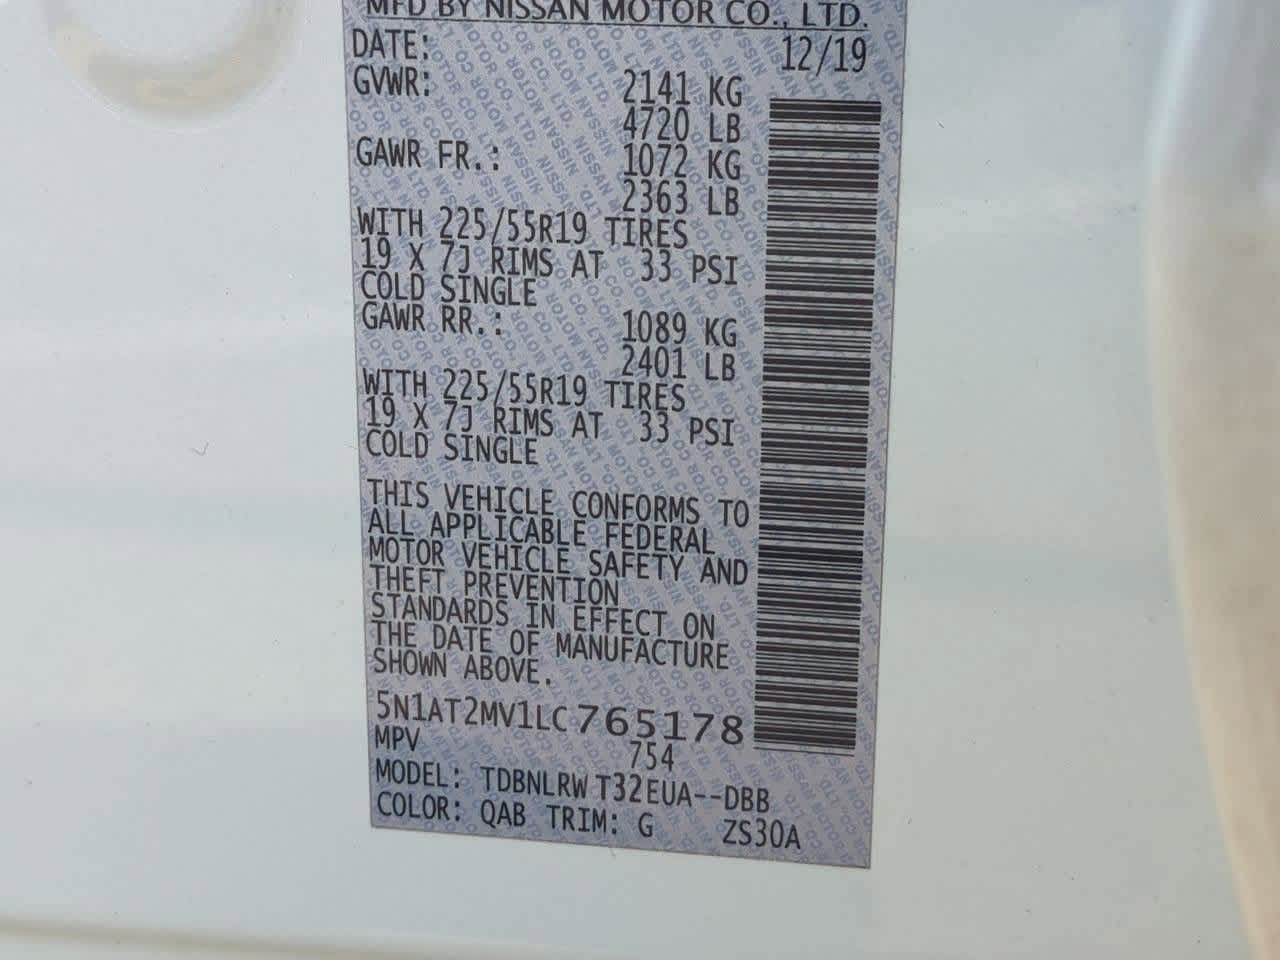 MFD BY NISSAN MOTOR CO., LTD.
DATE: 12/19
GVWR: 2141 KG
4720 LB
GAWR FR.: 1072 KG
2363 LB
WITH 225/55R19 TIRES
19 X 7J RIMS AT 33 PSI
COLD SINGLE
GAWR RR.: 1089 KG
2401 LB
WITH 225/55R19 TIRES
19 X 7J RIMS AT 33 PSI
COLD SINGLE
THIS VEHICLE CONFORMS TO
ALL APPLICABLE FEDERAL
MOTOR VEHICLE SAFETY AND
THEFT PREVENTION
STANDARDS IN EFFECT ON
THE DATE OF MANUFACTURE
SHOWN ABOVE.
5N1AT2MV1LC765178
MPV 754
MODEL: TDBNLRW T32EUA--DBB
COLOR: QAB TRIM: G ZS30A